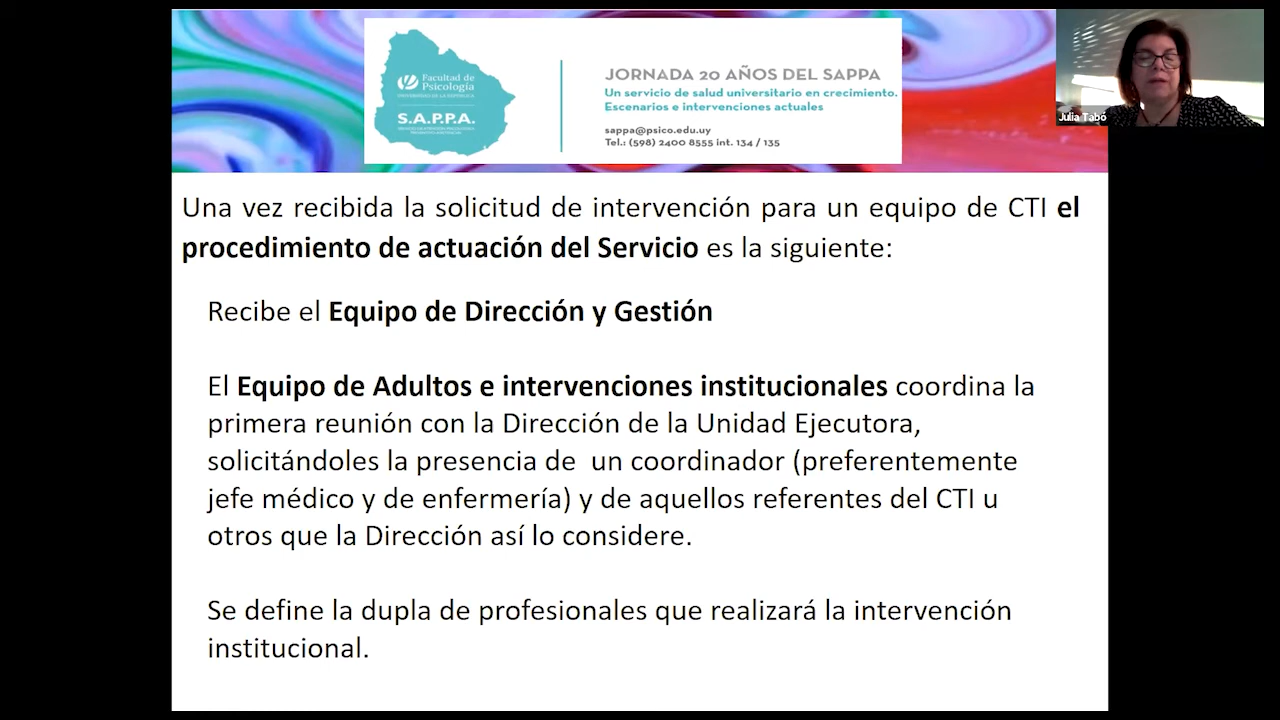 Facultad de
Psicología
UNIVERSIDAD DE LA REPÚBLICA
S.A.P.P.A.
JORNADA 20 AÑOS DEL SAPPA
Un servicio de salud universitario en crecimiento.
Escenarios e intervenciones actuales
sappa@psico.edu.uy
Tel.: (598) 2400 8555 int. 134 / 135
Julia Tabó
Una vez recibida la solicitud de intervención para un equipo de CTI el
procedimiento de actuación del Servicio es la siguiente:
Recibe el Equipo de Dirección y Gestión
El Equipo de Adultos e intervenciones institucionales coordina la
primera reunión con la Dirección de la Unidad Ejecutora,
solicitándoles la presencia de un coordinador (preferentemente
jefe médico y de enfermería) y de aquellos referentes del CTI u
otros que la Dirección así lo considere.
Se define la dupla de profesionales que realizará la intervención
institucional.